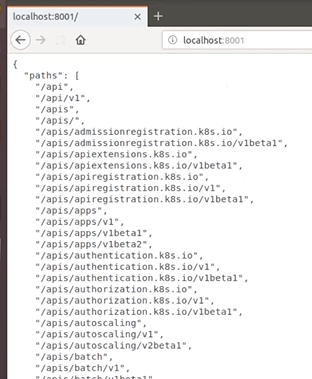 localhost:8001/
localhost:8001
{
"paths": [
"/api",
"/api/v1",
"/apis",
"/apis/",
"/apis/admissionregistration.k8s.io",
"/apis/admissionregistration.k8s.io/v1beta1",
"/apis/apiextensions.k8s.io",
"/apis/apiextensions.k8s.io/v1beta1",
"/apis/apiregistration.k8s.io",
"/apis/apiregistration.k8s.io/v1",
"/apis/apiregistration.k8s.io/v1beta1",
"/apis/apps",
"/apis/apps/v1",
"/apis/apps/v1beta1",
"/apis/apps/v1beta2",
"/apis/authentication.k8s.io",
"/apis/authentication.k8s.io/v1",
"/apis/authentication.k8s.io/v1beta1",
"/apis/authorization.k8s.io",
"/apis/authorization.k8s.io/v1",
"/apis/authorization.k8s.io/v1beta1",
"/apis/autoscaling",
"/apis/autoscaling/v1",
"/apis/autoscaling/v2beta1",
"/apis/batch",
"/apis/batch/v1",
"/apis/batch/v1beta1",